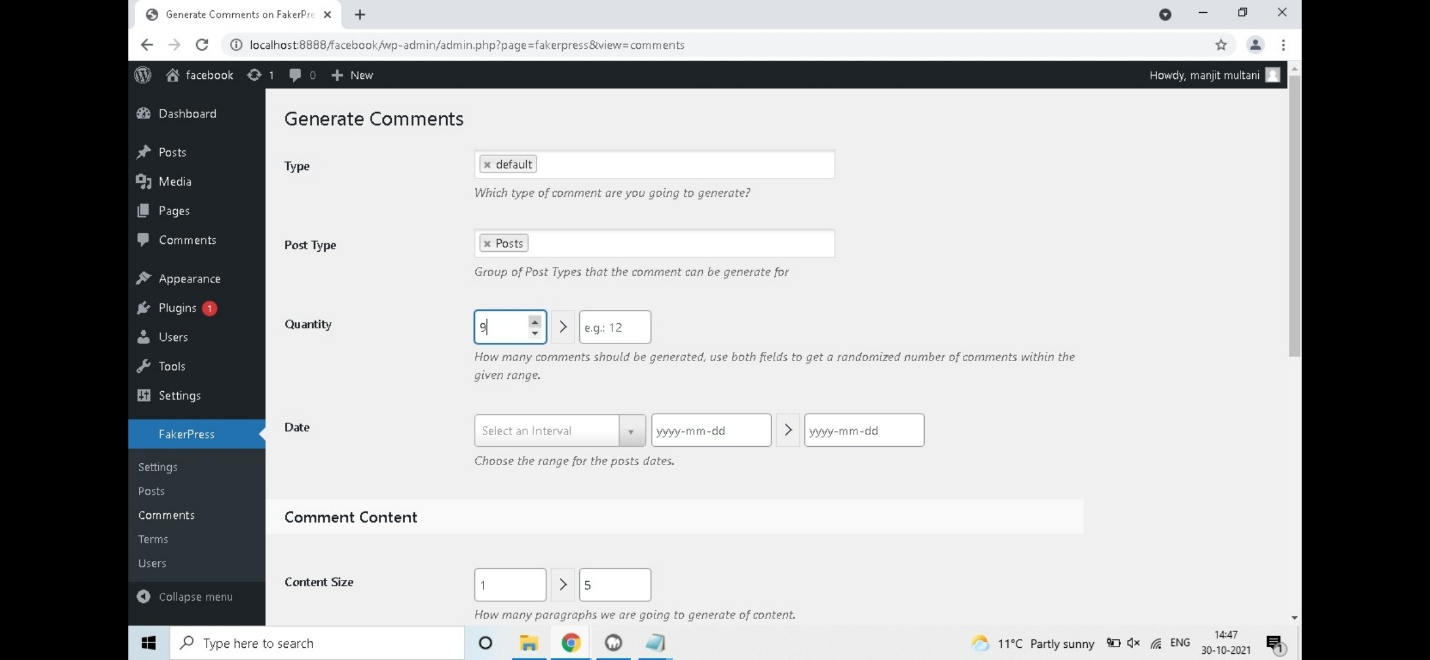 Generate Comments on FakerPre
localhost:8888/facebook/wp-admin/admin.php?page=fakerpress&view=comments
facebook 1 0 New Howdy, manjit multani
Dashboard
Posts
Media
Pages
Comments
Appearance
Plugins 1
Users
Tools
Settings
FakerPress
Settings
Posts
Comments
Terms
Users
Collapse menu
Generate Comments
Type × default
Which type of comment are you going to generate?
Post Type × Posts
Group of Post Types that the comment can be generate for
Quantity 9 > e.g.: 12
How many comments should be generated, use both fields to get a randomized number of comments within the
given range.
Date Select an Interval yyyy-mm-dd > yyyy-mm-dd
Choose the range for the posts dates.
Comment Content
Content Size 1 > 5
How many paragraphs we are going to generate of content.
Type here to search
11°C Partly sunny ENG
14:47
30-10-2021
1